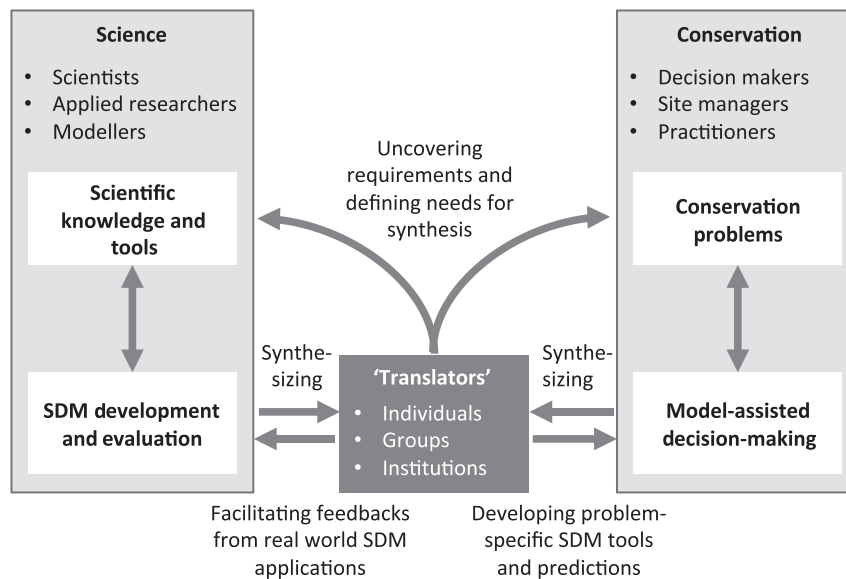 Science
• Scientists
• Applied researchers
• Modellers
Scientific
knowledge and
tools
SDM development
and evaluation
Uncovering
requirements and
defining needs for
synthesis
Synthe-
sizing
‘Translators’
• Individuals
• Groups
• Institutions
Synthe-
sizing
Facilitating feedbacks
from real world SDM
applications
Developing problem-
specific SDM tools
and predictions
Conservation
• Decision makers
• Site managers
• Practitioners
Conservation
problems
Model-assisted
decision-making